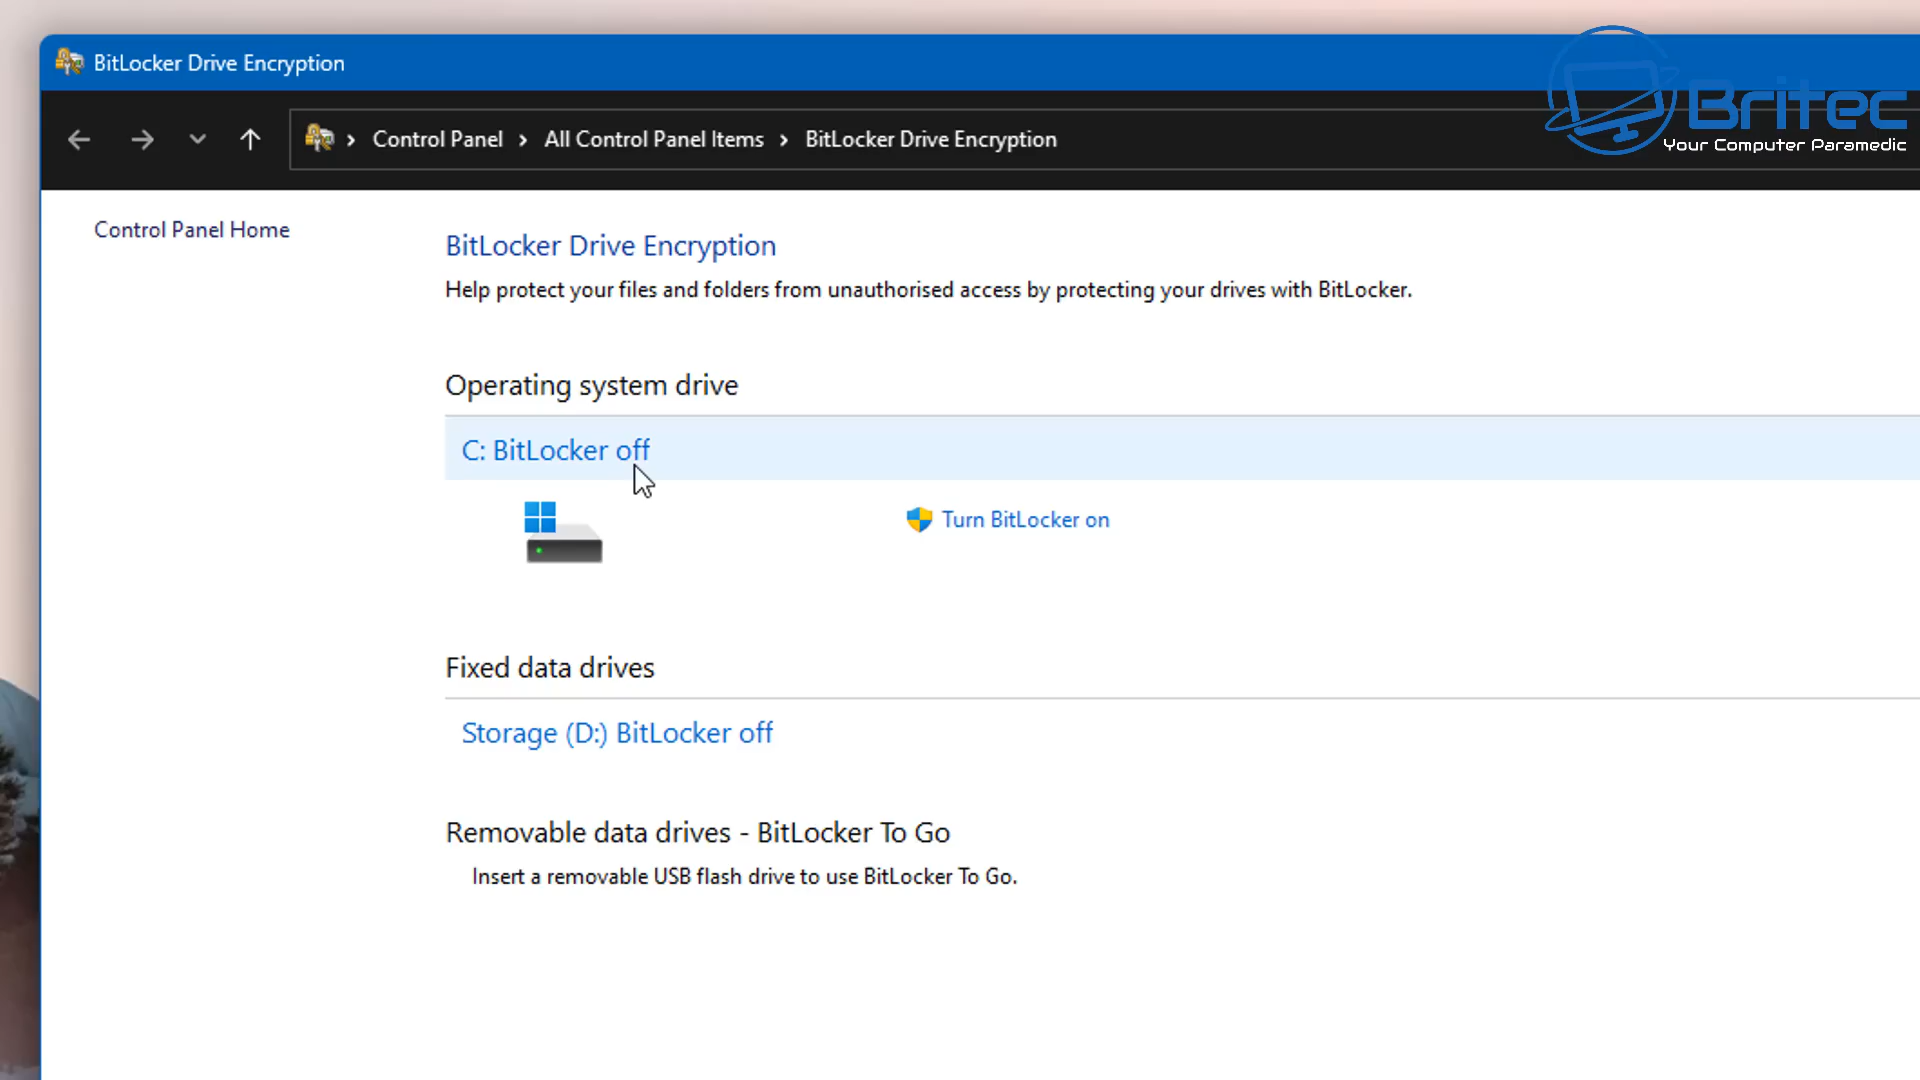 BitLocker Drive Encryption
Control Panel
All Control Panel Items
BitLocker Drive Encryption
Britec
Your Computer Paramedic
Control Panel Home
BitLocker Drive Encryption
Help protect your files and folders from unauthorised access by protecting your drives with BitLocker.
Operating system drive
C: BitLocker off
Turn BitLocker on
Fixed data drives
Storage (D:) BitLocker off
Removable data drives - BitLocker To Go
Insert a removable USB flash drive to use BitLocker To Go.